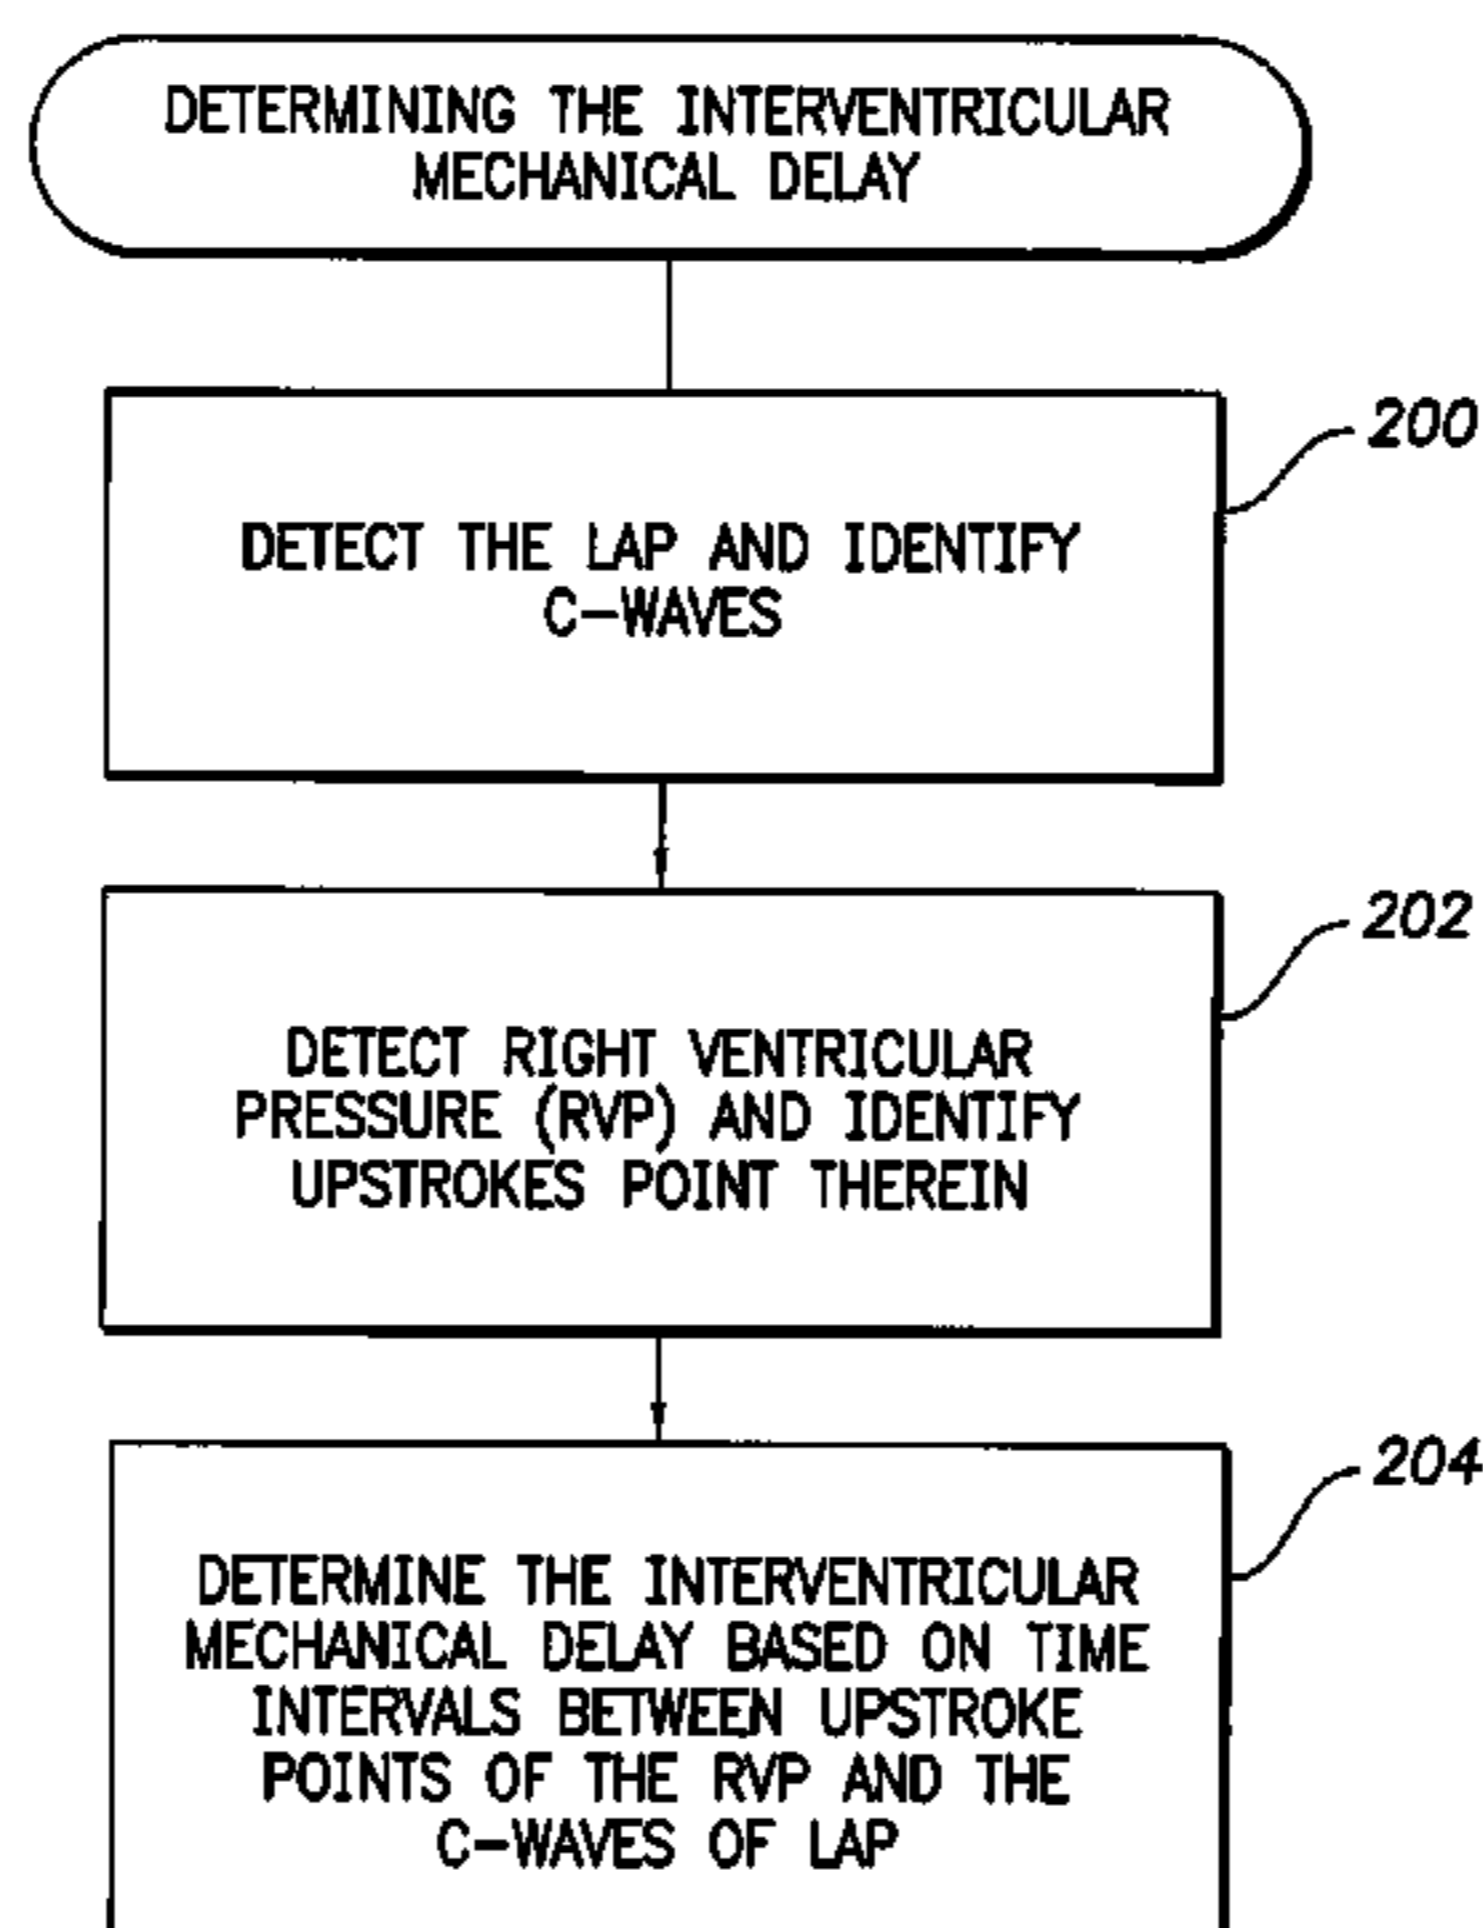 DETERMINING THE INTERVENTRICULAR
MECHANICAL DELAY
200
DETECT THE LAP AND IDENTIFY
C-WAVES
202
DETECT RIGHT VENTRICULAR
PRESSURE (RVP) AND IDENTIFY
UPSTROKES POINT THEREIN
204
DETERMINE THE INTERVENTRICULAR
MECHANICAL DELAY BASED ON TIME
INTERVALS BETWEEN UPSTROKE
POINTS OF THE RVP AND THE
C-WAVES OF LAP